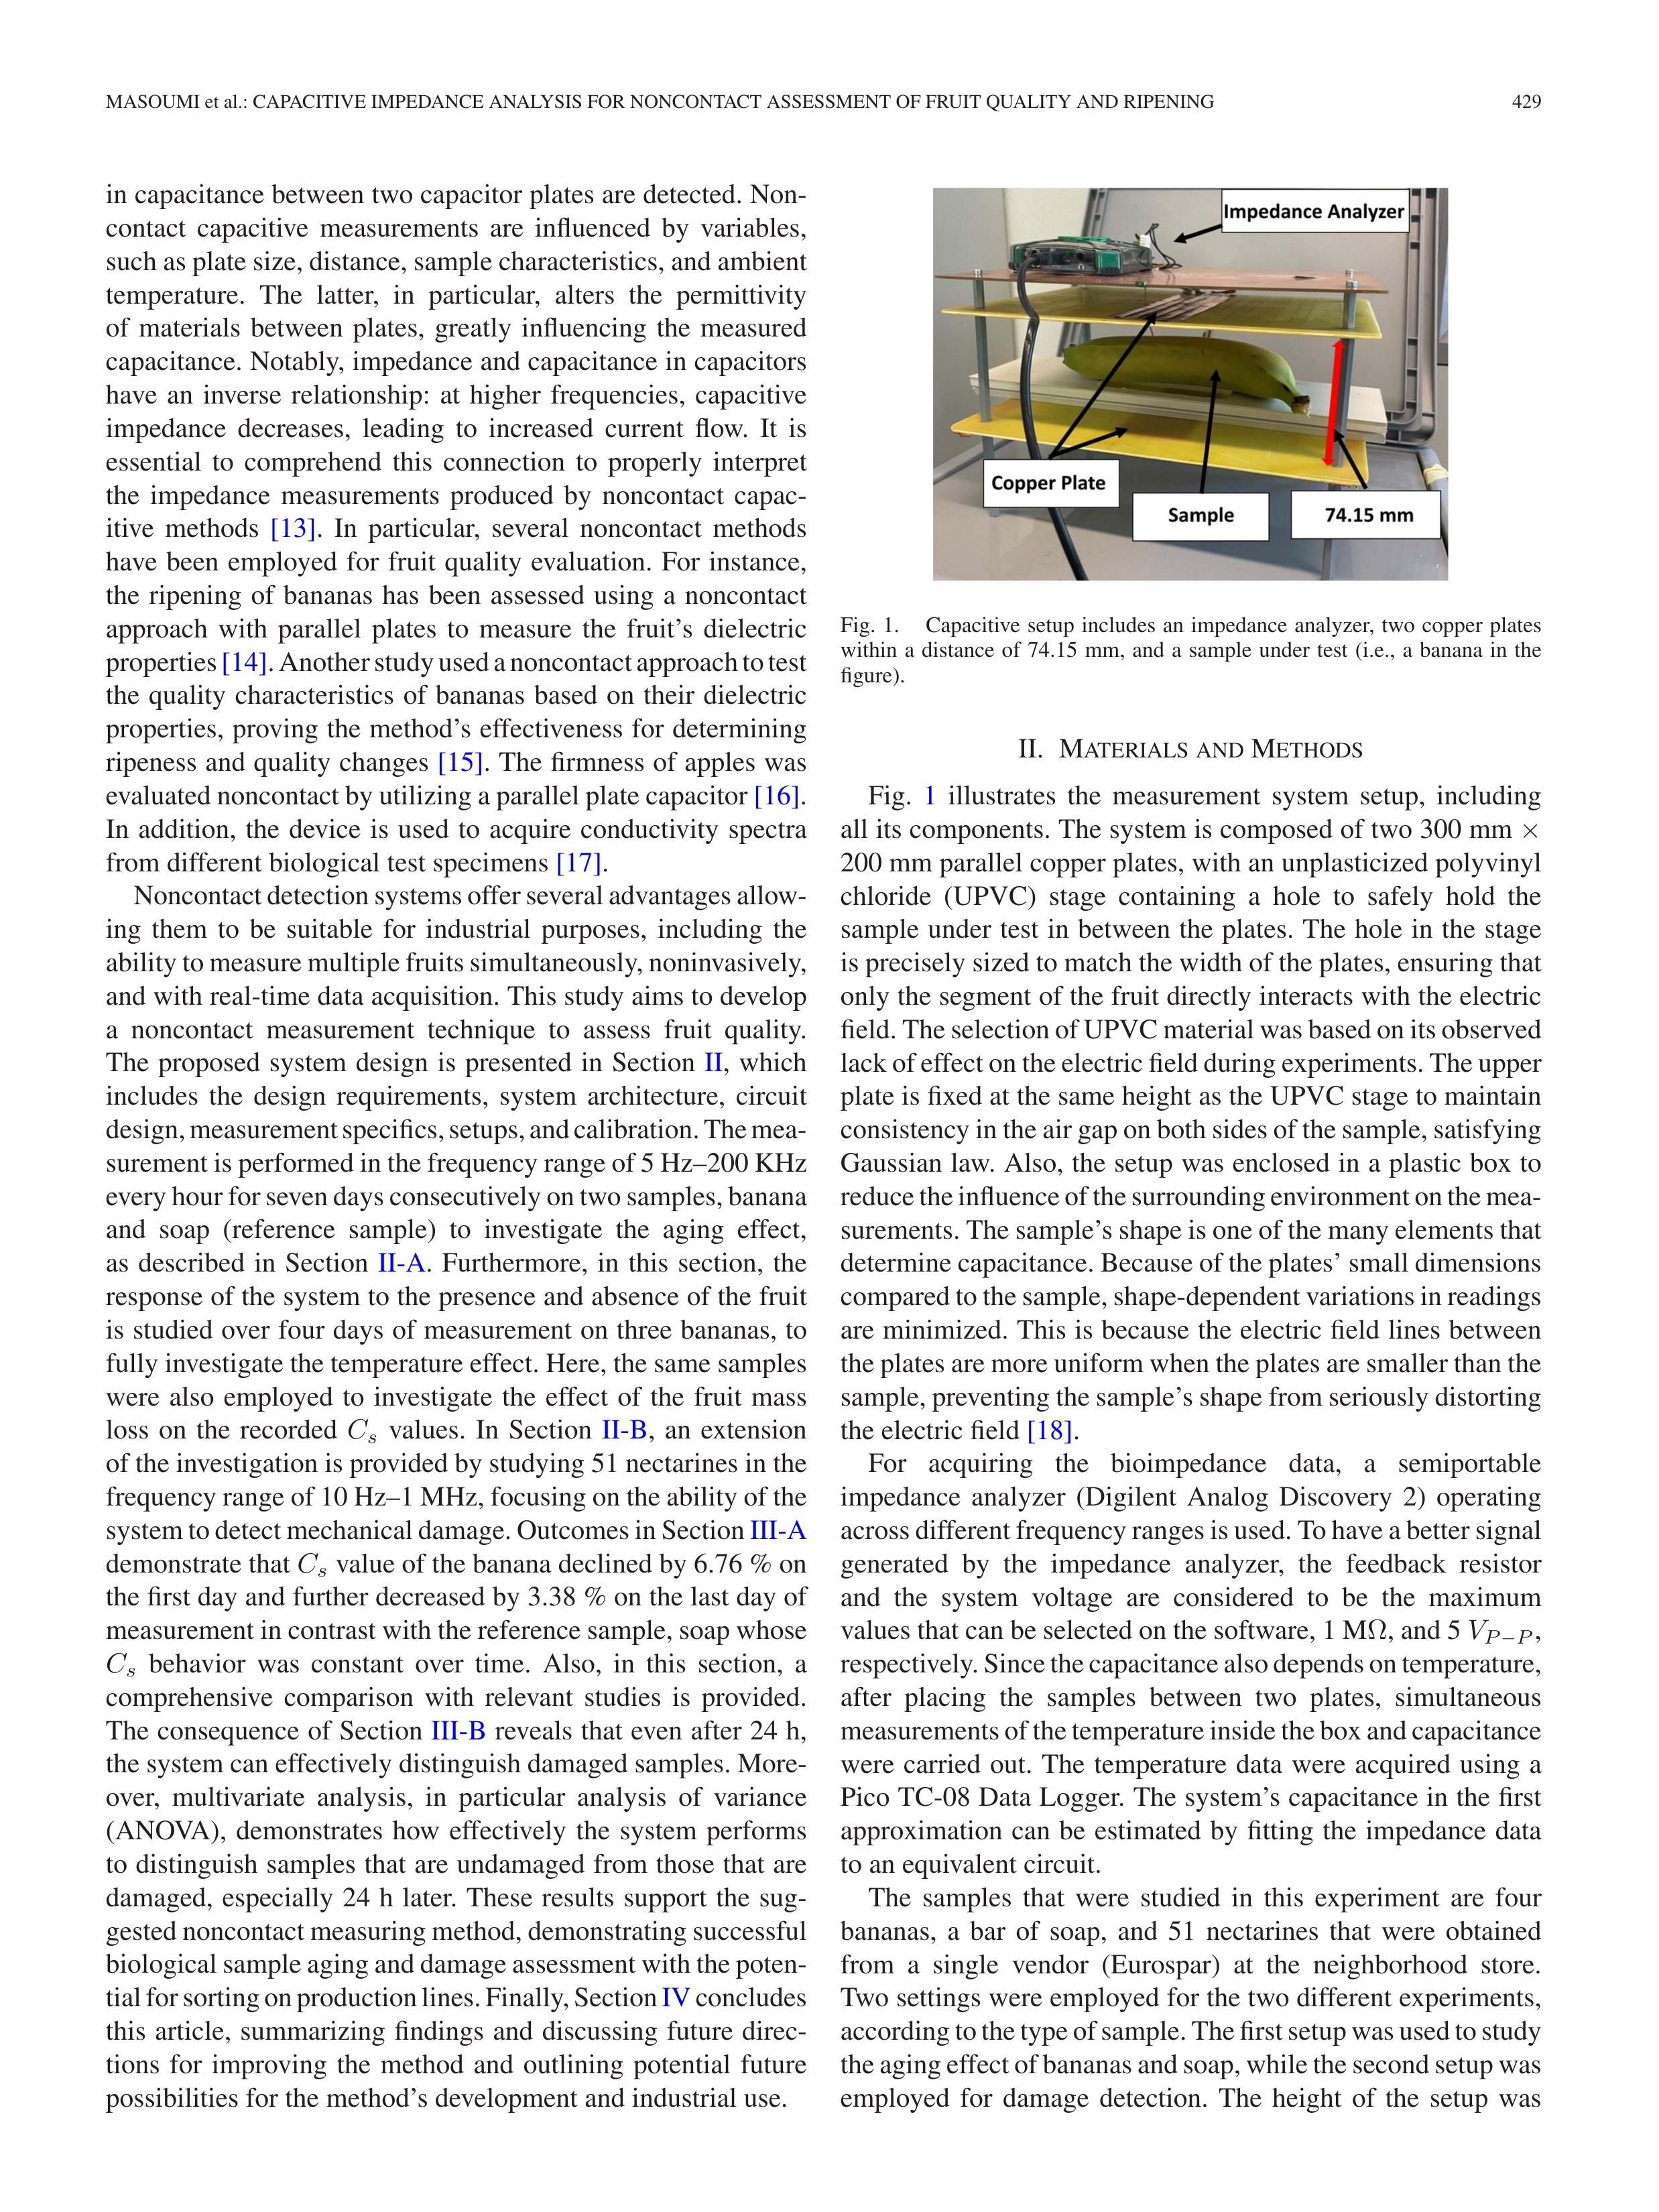 MASOUMI et al.: CAPACITIVE IMPEDANCE ANALYSIS FOR NONCONTACT ASSESSMENT OF FRUIT QUALITY AND RIPENING 429
in capacitance between two capacitor plates are detected. Non-
contact capacitive measurements are influenced by variables,
such as plate size, distance, sample characteristics, and ambient
temperature. The latter, in particular, alters the permittivity
of materials between plates, greatly influencing the measured
capacitance. Notably, impedance and capacitance in capacitors
have an inverse relationship: at higher frequencies, capacitive
impedance decreases, leading to increased current flow. It is
essential to comprehend this connection to properly interpret
the impedance measurements produced by noncontact capac-
itive methods [13]. In particular, several noncontact methods
have been employed for fruit quality evaluation. For instance,
the ripening of bananas has been assessed using a noncontact
approach with parallel plates to measure the fruit's dielectric
properties [14]. Another study used a noncontact approach to test
the quality characteristics of bananas based on their dielectric
properties, proving the method's effectiveness for determining
ripeness and quality changes [15]. The firmness of apples was
evaluated noncontact by utilizing a parallel plate capacitor [16].
In addition, the device is used to acquire conductivity spectra
from different biological test specimens [17].
Noncontact detection systems offer several advantages allow-
ing them to be suitable for industrial purposes, including the
ability to measure multiple fruits simultaneously, noninvasively,
and with real-time data acquisition. This study aims to develop
a noncontact measurement technique to assess fruit quality.
The proposed system design is presented in Section II, which
includes the design requirements, system architecture, circuit
design, measurement specifics, setups, and calibration. The mea-
surement is performed in the frequency range of 5 Hz–200 KHz
every hour for seven days consecutively on two samples, banana
and soap (reference sample) to investigate the aging effect,
as described in Section II-A. Furthermore, in this section, the
response of the system to the presence and absence of the fruit
is studied over four days of measurement on three bananas, to
fully investigate the temperature effect. Here, the same samples
were also employed to investigate the effect of the fruit mass
loss on the recorded Cs values. In Section II-B, an extension
of the investigation is provided by studying 51 nectarines in the
frequency range of 10 Hz–1 MHz, focusing on the ability of the
system to detect mechanical damage. Outcomes in Section III-A
demonstrate that Cs value of the banana declined by 6.76 % on
the first day and further decreased by 3.38 % on the last day of
measurement in contrast with the reference sample, soap whose
Cs behavior was constant over time. Also, in this section, a
comprehensive comparison with relevant studies is provided.
The consequence of Section III-B reveals that even after 24 h,
the system can effectively distinguish damaged samples. More-
over, multivariate analysis, in particular analysis of variance
(ANOVA), demonstrates how effectively the system performs
to distinguish samples that are undamaged from those that are
damaged, especially 24 h later. These results support the sug-
gested noncontact measuring method, demonstrating successful
biological sample aging and damage assessment with the poten-
tial for sorting on production lines. Finally, Section IV concludes
this article, summarizing findings and discussing future direc-
tions for improving the method and outlining potential future
possibilities for the method's development and industrial use.
Impedance Analyzer
Copper Plate
Sample
74.15 mm
Fig. 1. Capacitive setup includes an impedance analyzer, two copper plates
within a distance of 74.15 mm, and a sample under test (i.e., a banana in the
figure).
II. MATERIALS AND METHODS
Fig. 1 illustrates the measurement system setup, including
all its components. The system is composed of two 300 mm ×
200 mm parallel copper plates, with an unplasticized polyvinyl
chloride (UPVC) stage containing a hole to safely hold the
sample under test in between the plates. The hole in the stage
is precisely sized to match the width of the plates, ensuring that
only the segment of the fruit directly interacts with the electric
field. The selection of UPVC material was based on its observed
lack of effect on the electric field during experiments. The upper
plate is fixed at the same height as the UPVC stage to maintain
consistency in the air gap on both sides of the sample, satisfying
Gaussian law. Also, the setup was enclosed in a plastic box to
reduce the influence of the surrounding environment on the mea-
surements. The sample's shape is one of the many elements that
determine capacitance. Because of the plates' small dimensions
compared to the sample, shape-dependent variations in readings
are minimized. This is because the electric field lines between
the plates are more uniform when the plates are smaller than the
sample, preventing the sample's shape from seriously distorting
the electric field [18].
For acquiring the bioimpedance data, a semiportable
impedance analyzer (Digilent Analog Discovery 2) operating
across different frequency ranges is used. To have a better signal
generated by the impedance analyzer, the feedback resistor
and the system voltage are considered to be the maximum
values that can be selected on the software, 1 MΩ, and 5 VP−P,
respectively. Since the capacitance also depends on temperature,
after placing the samples between two plates, simultaneous
measurements of the temperature inside the box and capacitance
were carried out. The temperature data were acquired using a
Pico TC-08 Data Logger. The system's capacitance in the first
approximation can be estimated by fitting the impedance data
to an equivalent circuit.
The samples that were studied in this experiment are four
bananas, a bar of soap, and 51 nectarines that were obtained
from a single vendor (Eurospar) at the neighborhood store.
Two settings were employed for the two different experiments,
according to the type of sample. The first setup was used to study
the aging effect of bananas and soap, while the second setup was
employed for damage detection. The height of the setup was